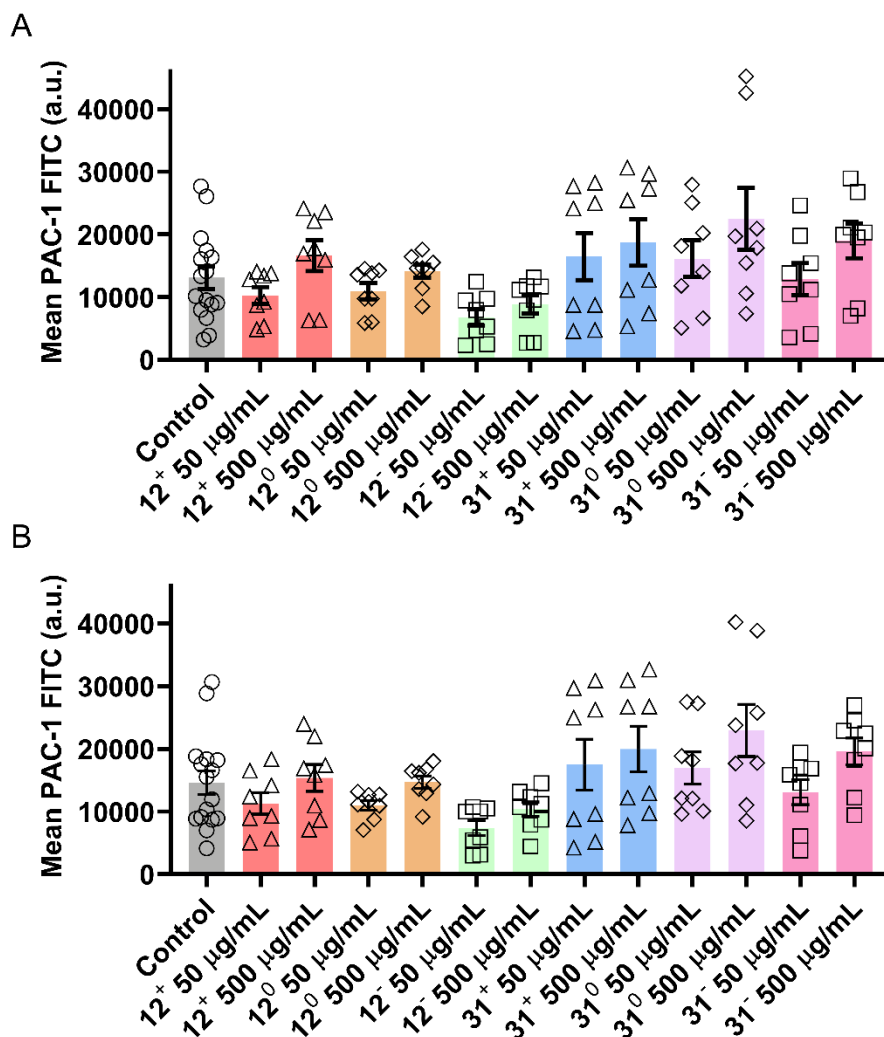 A
Mean PAC-1 FITC (a.u.)
40000
30000
20000
10000
0
Control
12⁺ 50 μg/mL
12⁺ 500 μg/mL
12⁰ 50 μg/mL
12⁰ 500 μg/mL
12⁻ 50 μg/mL
12⁻ 500 μg/mL
31⁺ 50 μg/mL
31⁺ 500 μg/mL
31⁰ 50 μg/mL
31⁰ 500 μg/mL
31⁻ 50 μg/mL
31⁻ 500 μg/mL
B
Mean PAC-1 FITC (a.u.)
40000
30000
20000
10000
0
Control
12⁺ 50 μg/mL
12⁺ 500 μg/mL
12⁰ 50 μg/mL
12⁰ 500 μg/mL
12⁻ 50 μg/mL
12⁻ 500 μg/mL
31⁺ 50 μg/mL
31⁺ 500 μg/mL
31⁰ 50 μg/mL
31⁰ 500 μg/mL
31⁻ 50 μg/mL
31⁻ 500 μg/mL